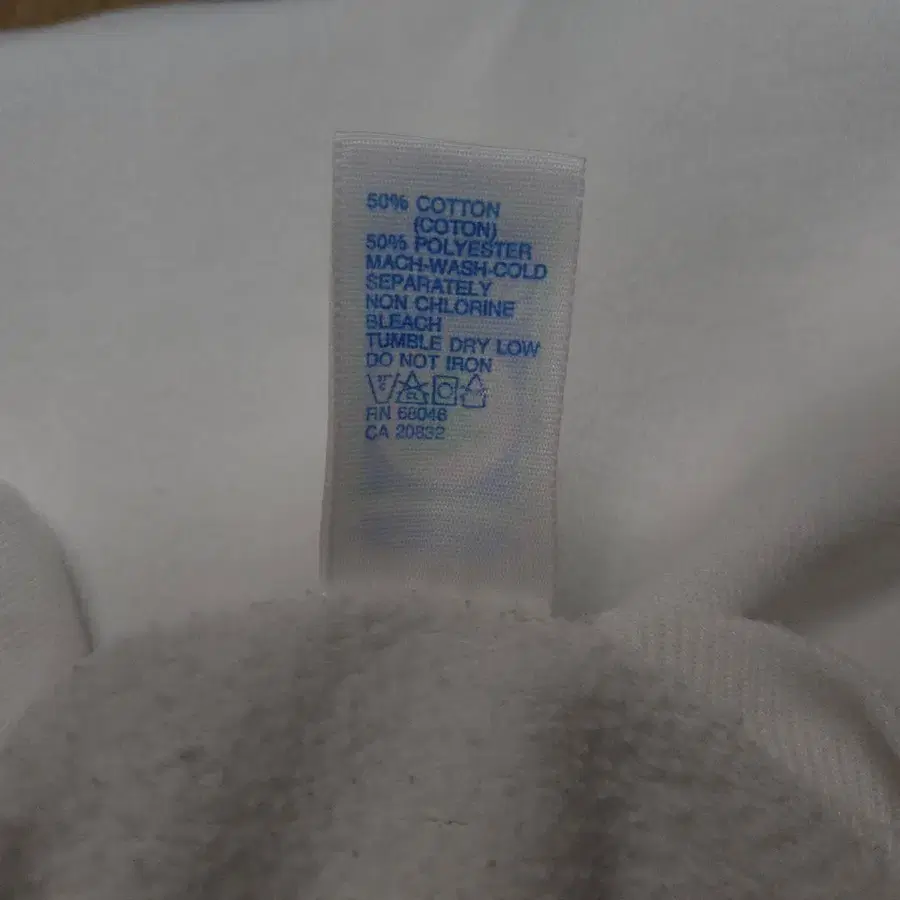 50% COTTON
(COTON)
50% POLYESTER
MACH-WASH-COLD
SEPARATELY
NON CHLORINE
BLEACH
TUMBLE DRY LOW
DO NOT IRON
RN 68046
CA 20832